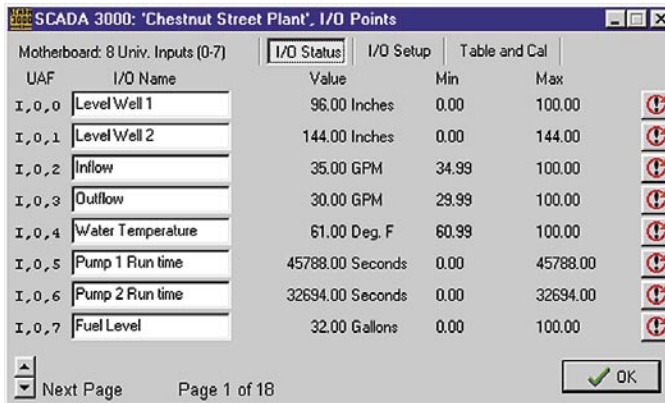 SCADA 3000: 'Chestnut Street Plant', I/O Points
Motherboard: 8 Univ. Inputs (0-7) I/O Status I/O Setup Table and Cal
UAF I/O Name Value Min Max
I,0,0 Level Well 1 96.00 Inches 0.00 100.00
I,0,1 Level Well 2 144.00 Inches 0.00 144.00
I,0,2 Inflow 35.00 GPM 34.99 100.00
I,0,3 Outflow 30.00 GPM 29.99 100.00
I,0,4 Water Temperature 61.00 Deg. F 60.99 100.00
I,0,5 Pump 1 Run time 45788.00 Seconds 0.00 45788.00
I,0,6 Pump 2 Run time 32694.00 Seconds 0.00 32694.00
I,0,7 Fuel Level 32.00 Gallons 0.00 100.00
Next Page Page 1 of 18 OK